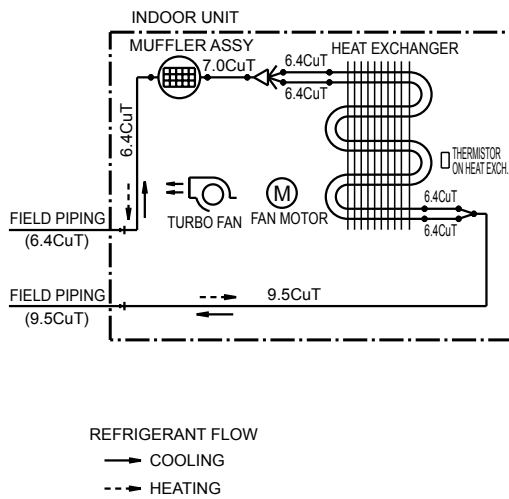 INDOOR UNIT
MUFFLER ASSY
7.0CuT
6.4CuT
HEAT EXCHANGER
6.4CuT
6.4CuT
THERMISTOR
ON HEAT EXCH.
M
TURBO FAN
FAN MOTOR
6.4CuT
6.4CuT
FIELD PIPING
(6.4CuT)
FIELD PIPING
(9.5CuT)
9.5CuT
REFRIGERANT FLOW
COOLING
HEATING